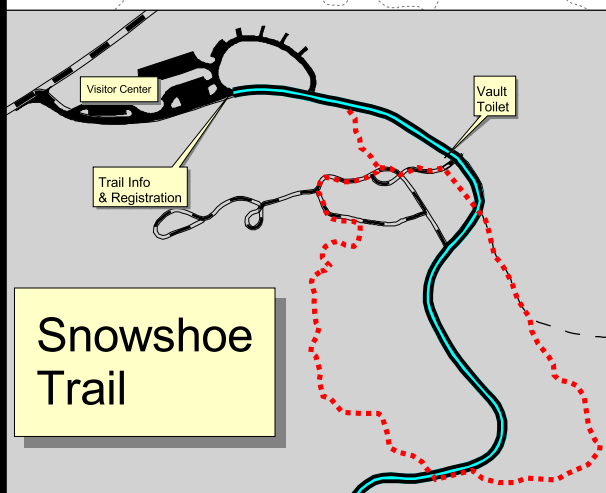 Visitor Center
Vault
Toilet
Trail Info
& Registration
Snowshoe
Trail